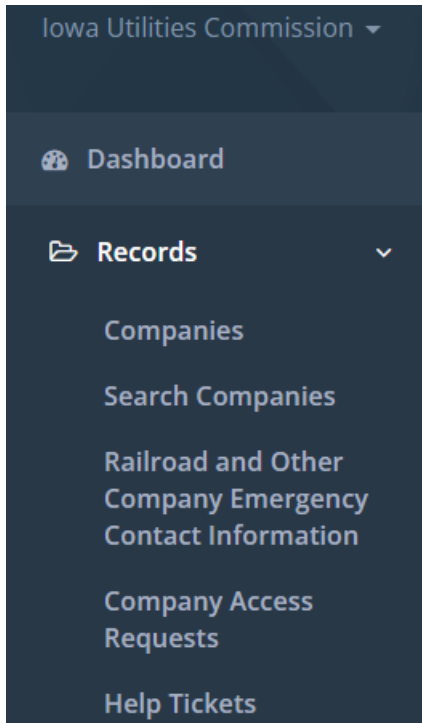 Iowa Utilities Commission
Dashboard
Records
Companies
Search Companies
Railroad and Other
Company Emergency
Contact Information
Company Access
Requests
Help Tickets